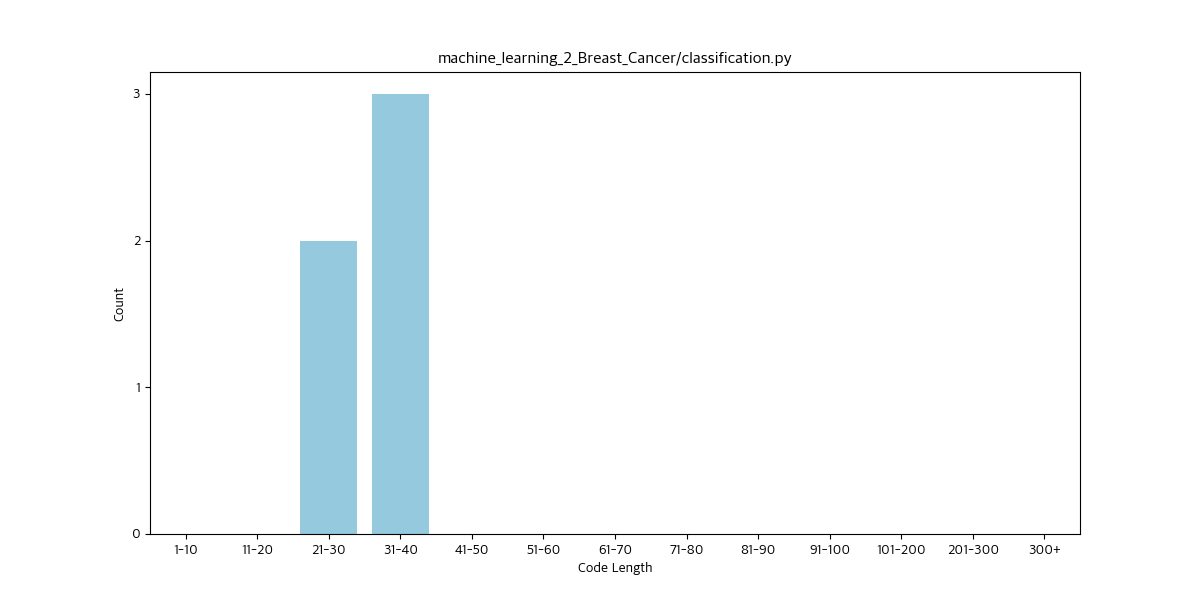 machine_learning_2_Breast_Cancer/classification.py
3
2
1
0
Count
1-10 11-20 21-30 31-40 41-50 51-60 61-70 71-80 81-90 91-100 101-200 201-300 300+
Code Length